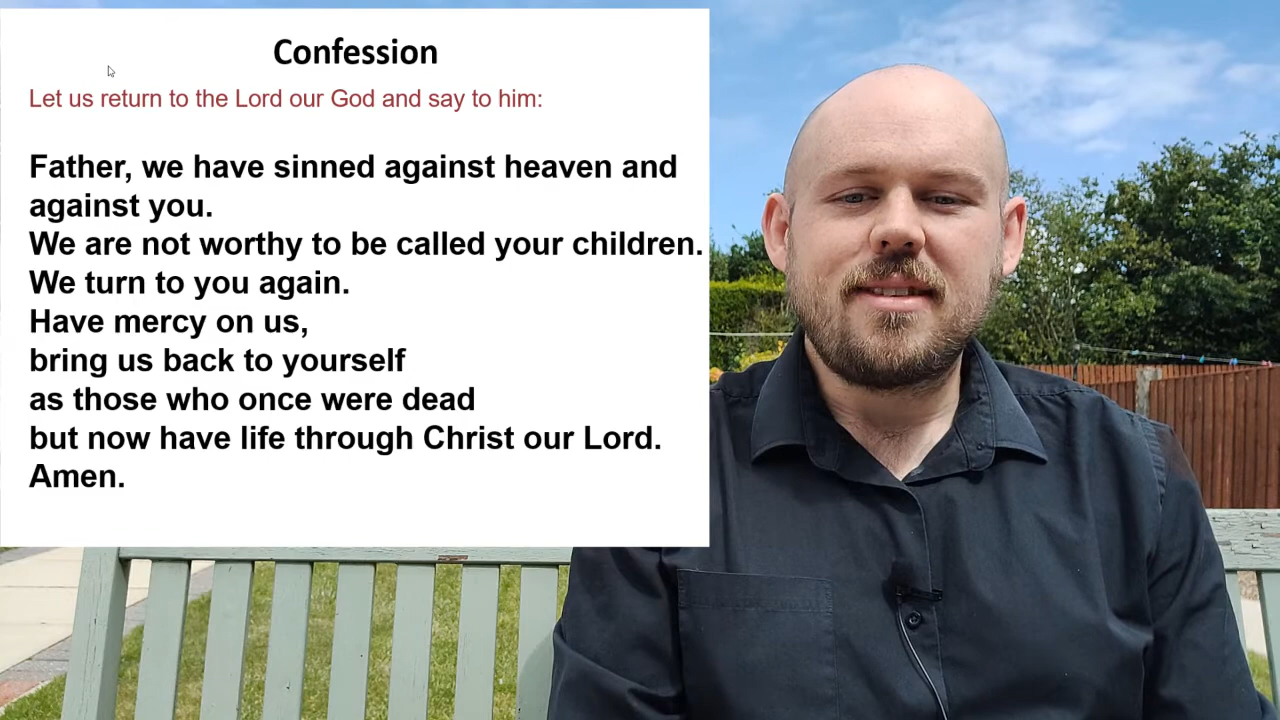 Confession
Let us return to the Lord our God and say to him:
Father, we have sinned against heaven and
against you.
We are not worthy to be called your children.
We turn to you again.
Have mercy on us,
bring us back to yourself
as those who once were dead
but now have life through Christ our Lord.
Amen.